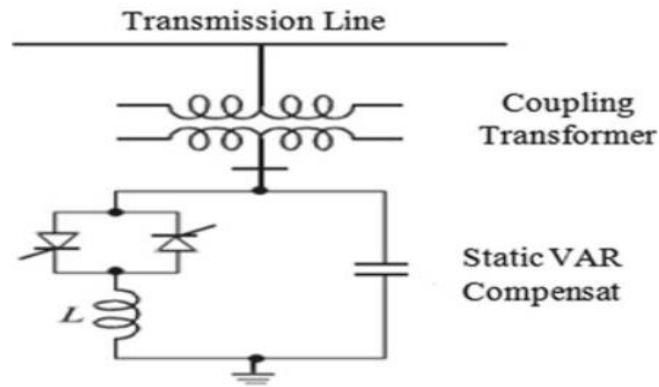 Transmission Line
Coupling
Transformer
Static VAR
Compensat
L